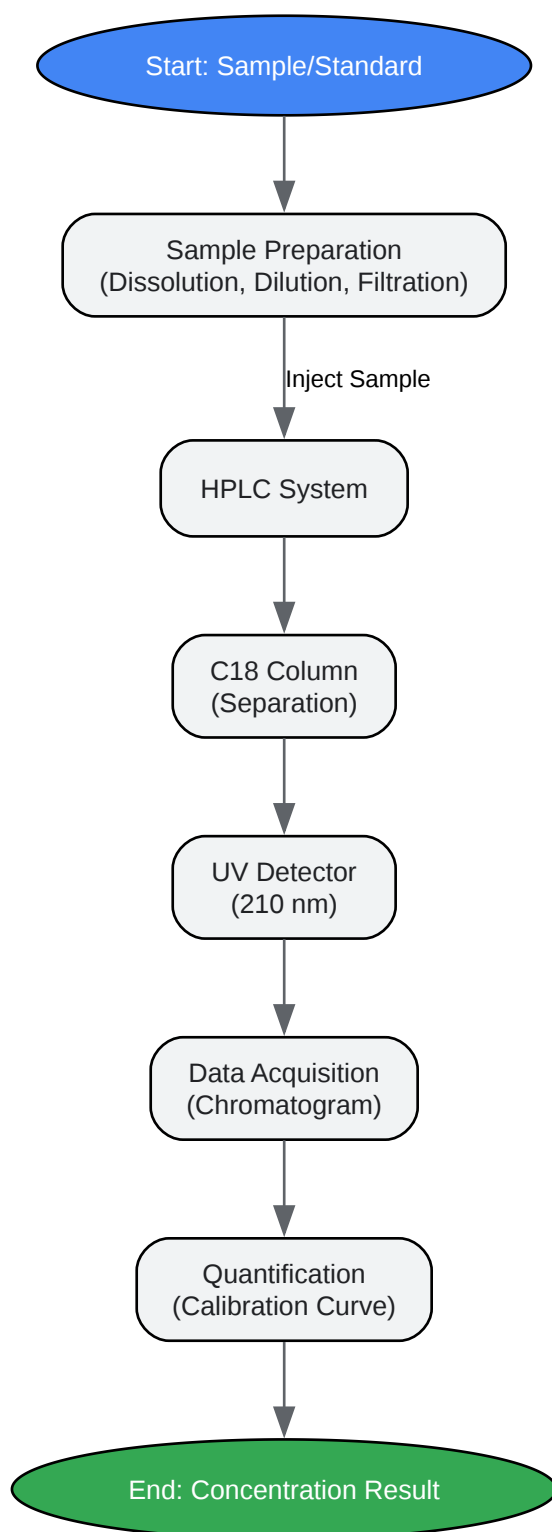 Start: Sample/Standard
Sample Preparation
(Dissolution, Dilution, Filtration)
Inject Sample
HPLC System
C18 Column
(Separation)
UV Detector
(210 nm)
Data Acquisition
(Chromatogram)
Quantification
(Calibration Curve)
End: Concentration Result